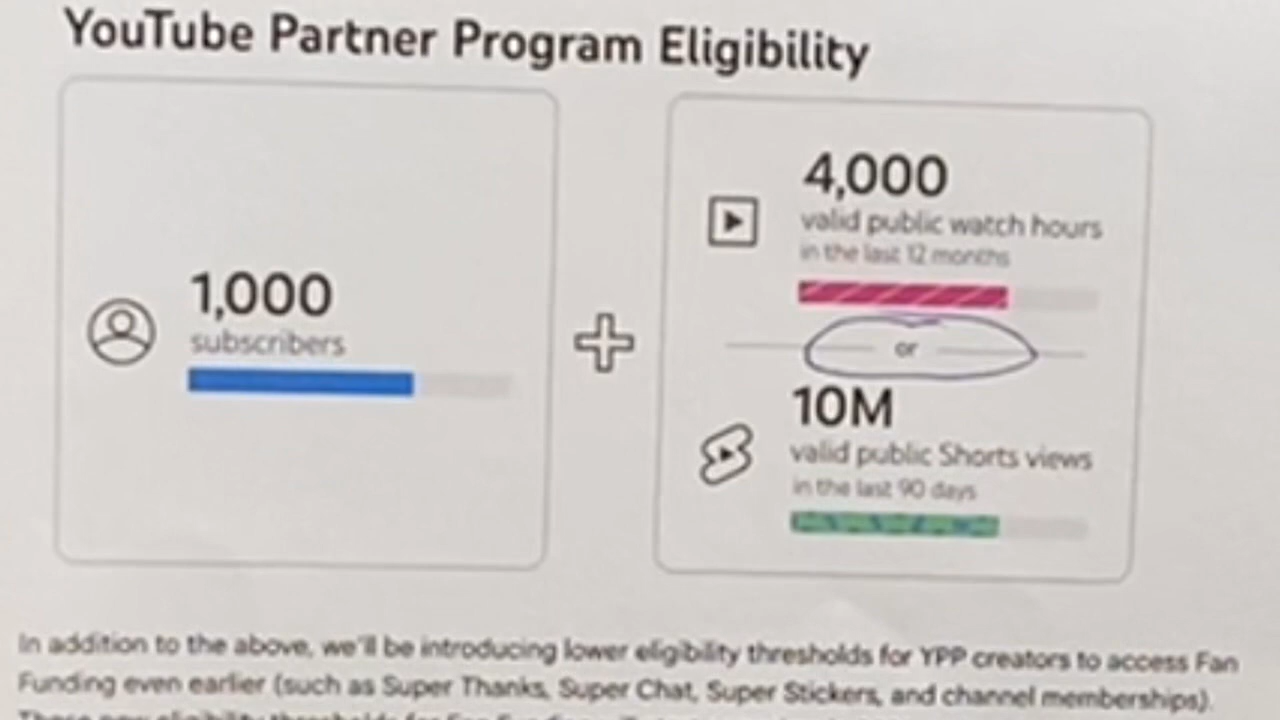 YouTube Partner Program Eligibility
1,000
subscribers
4,000
valid public watch hours
in the last 12 months
or
10M
valid public Shorts views
in the last 90 days
In addition to the above, we'll be introducing lower eligibility thresholds for YPP creators to access Fan
Funding even earlier (such as Super Thanks, Super Chat, Super Stickers, and channel memberships).